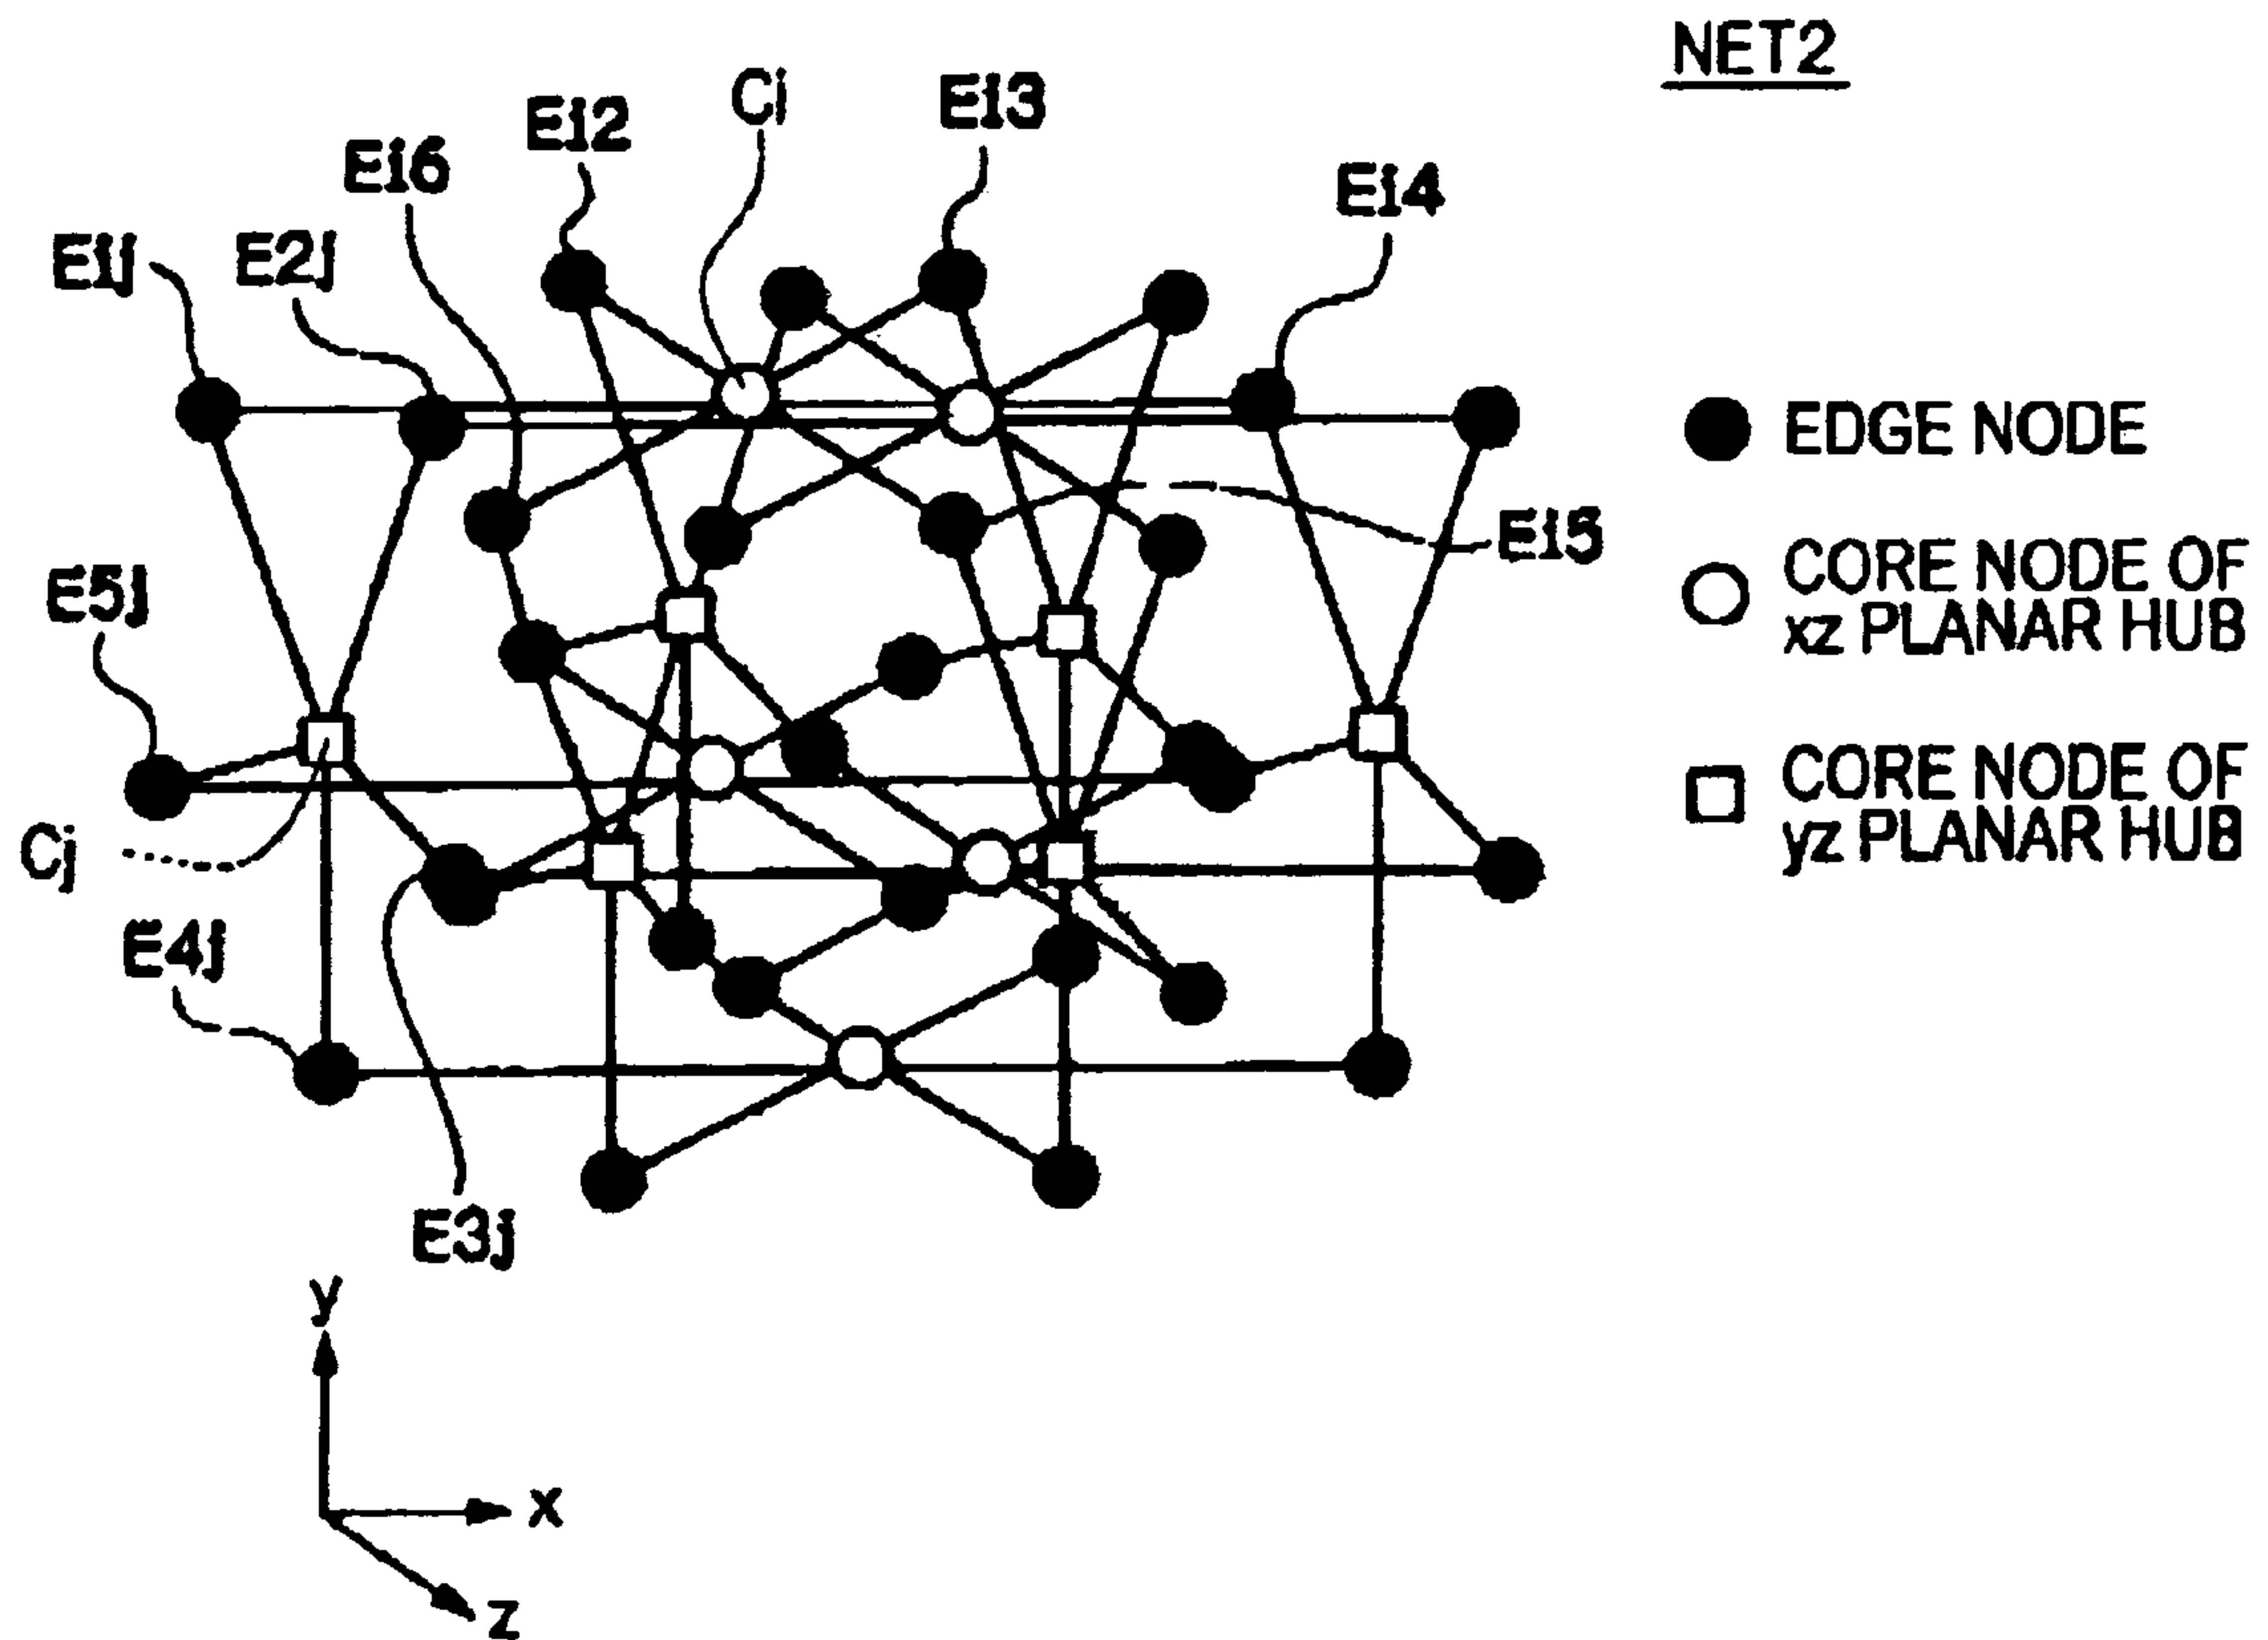 NET2
Ci
Ei3
Ei2
Ei6
Ei4
E1j
E2j
EDGE NODE
Ei5
CORE NODE OF
xz PLANAR HUB
E5j
CORE NODE OF
yz PLANAR HUB
Cj
E4j
E3j
y
x
z